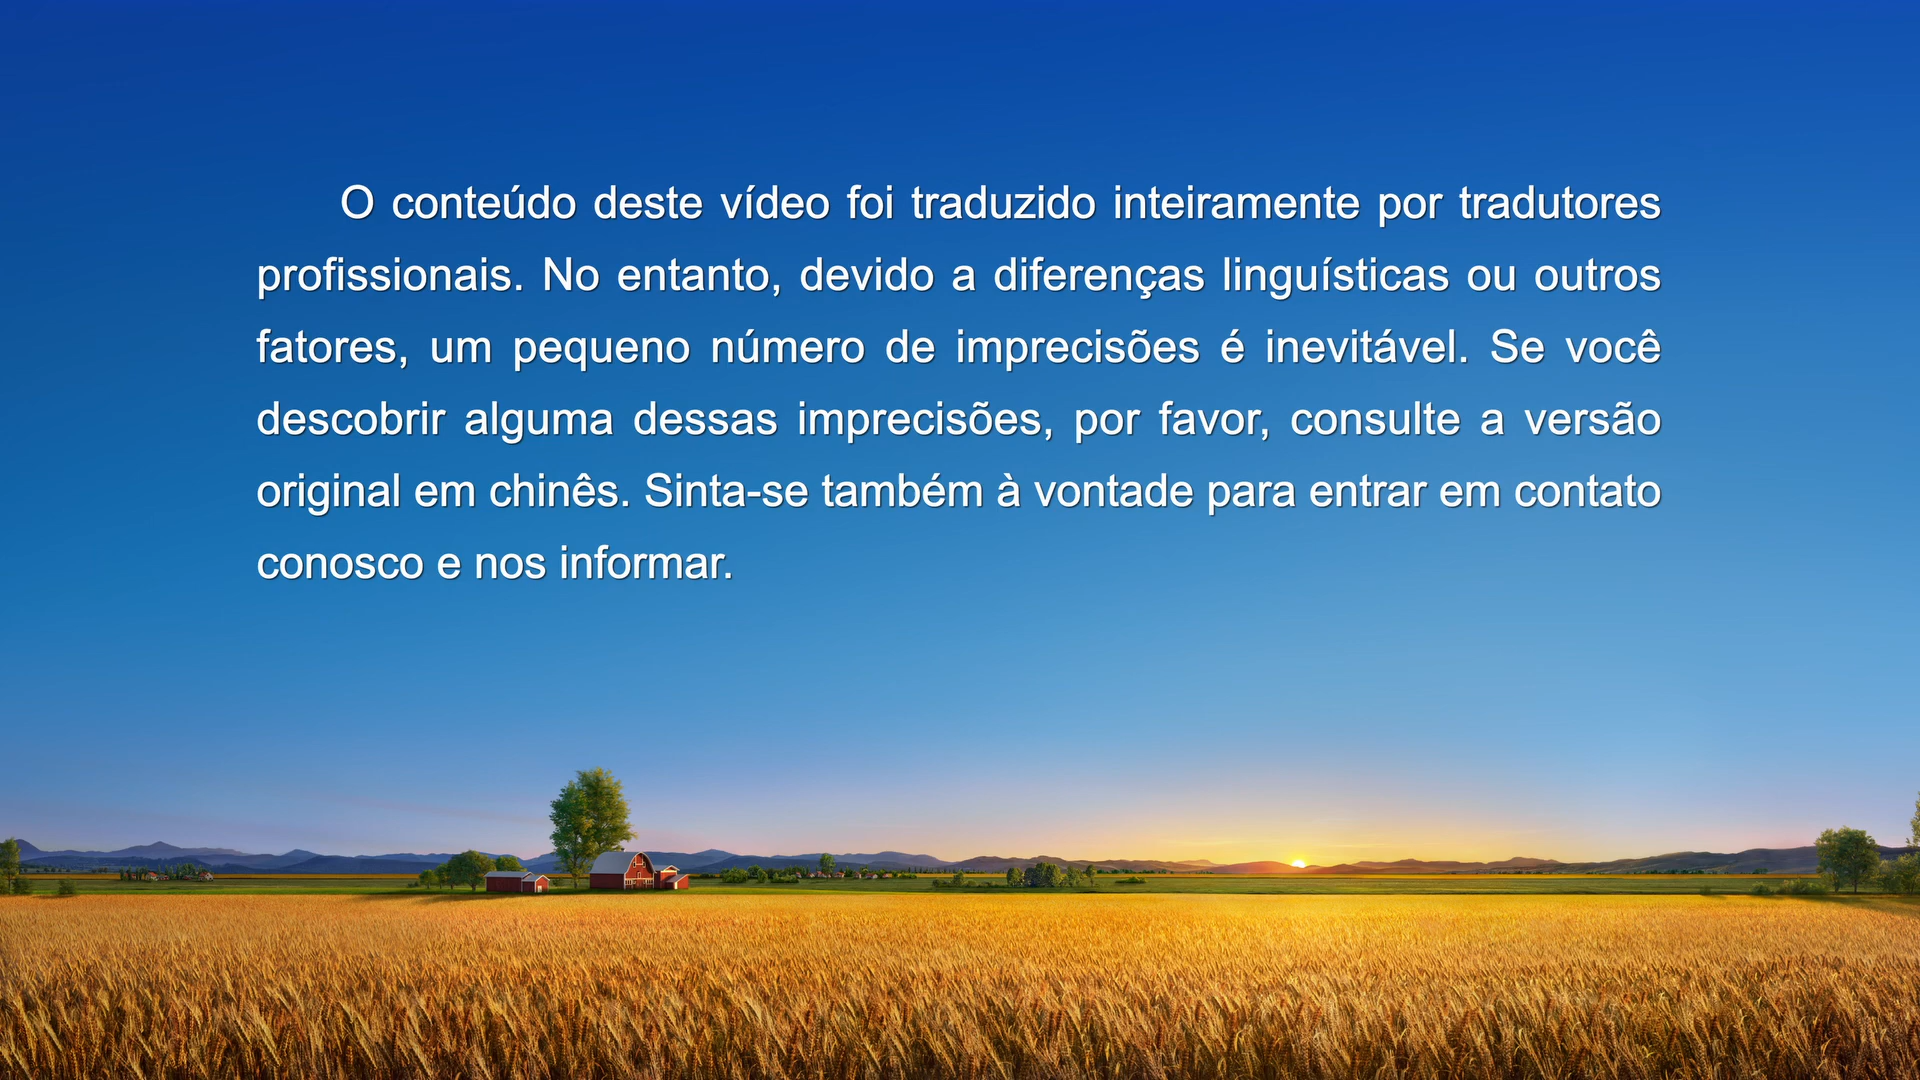 O conteúdo deste vídeo foi traduzido inteiramente por tradutores
profissionais. No entanto, devido a diferenças linguísticas ou outros
fatores, um pequeno número de imprecisões é inevitável. Se você
descobrir alguma dessas imprecisões, por favor, consulte a versão
original em chinês. Sinta-se também à vontade para entrar em contato
conosco e nos informar.